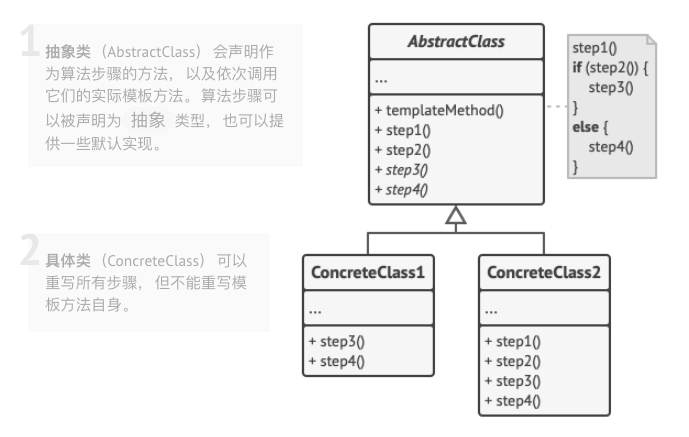 1
抽象类（AbstractClass）会声明作
为算法步骤的方法，以及依次调用
它们的实际模板方法。算法步骤可
以被声明为 抽象 类型，也可以提
供一些默认实现。
AbstractClass
...
+ templateMethod()
+ step1()
+ step2()
+ step3()
+ step4()
step1()
if (step2()) {
step3()
}
else {
step4()
}
2
具体类（ConcreteClass）可以
重写所有步骤，但不能重写模
板方法自身。
ConcreteClass1
...
+ step3()
+ step4()
ConcreteClass2
...
+ step1()
+ step2()
+ step3()
+ step4()